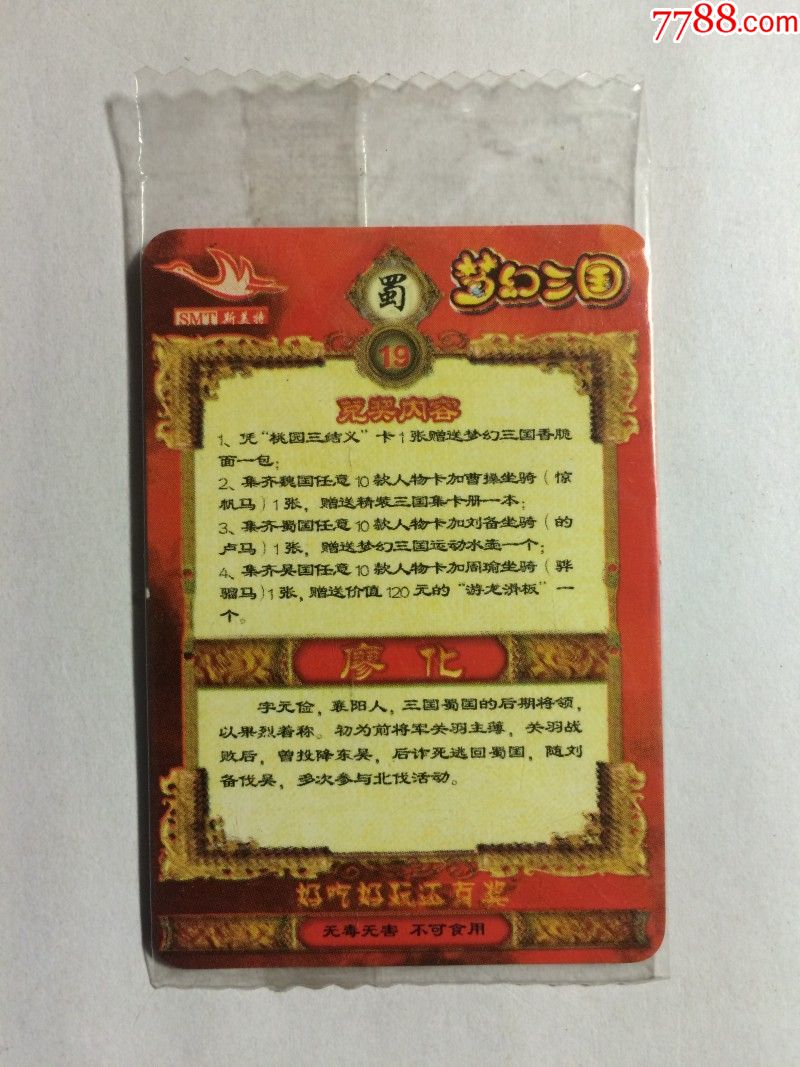 7788.com
SMT 斯美特
蜀
梦幻三国
19
兑奖内容
1、凭“桃园三结义”卡1张赠送梦幻三国香脆
面一包；
2、集齐魏国任意10款人物卡加曹操坐骑（惊
帆马）1张，赠送精装三国集卡册一本；
3、集齐蜀国任意10款人物卡加刘备坐骑（的
卢马）1张，赠送梦幻三国运动水壶一个；
4、集齐吴国任意10款人物卡加周瑜坐骑（骅
骝马）1张，赠送价值120元的“游龙滑板”一
个。
廖化
字元俭，襄阳人，三国蜀国的后期将领，
以果烈着称。初为前将军关羽主薄，关羽战
败后，曾投降东吴，后诈死逃回蜀国，随刘
备伐吴，多次参与北伐活动。
好吃好玩还有奖
无毒无害 不可食用